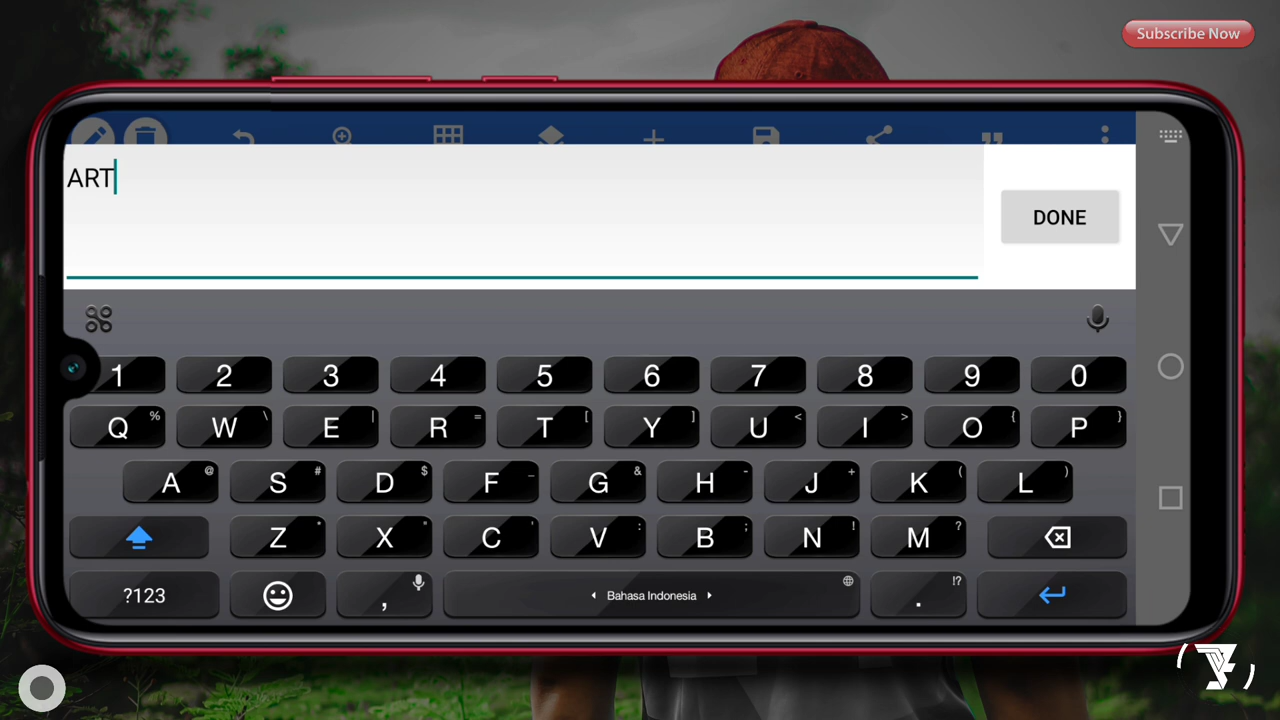 Subscribe Now
ART
DONE
1 2 3 4 5 6 7 8 9 0
Q % W \ E | R = T [ Y ] U < I > O { P }
A @ S # D $ F _ G & H - J + K ( L )
Z * X " C ' V : B ; N ! M ?
?123 , Bahasa Indonesia . !?